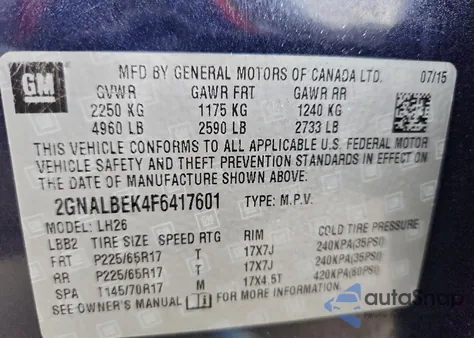 GM
MFD BY GENERAL MOTORS OF CANADA LTD. 07/15
GVWR GAWR FRT GAWR RR
2250 KG 1175 KG 1240 KG
4960 LB 2590 LB 2733 LB
THIS VEHICLE CONFORMS TO ALL APPLICABLE U.S. FEDERAL MOTOR
VEHICLE SAFETY AND THEFT PREVENTION STANDARDS IN EFFECT ON
THE DATE OF MANUFACTURE SHOWN ABOVE.
2GNALBEK4F6417601 TYPE: M.P.V.
MODEL: LH26
LBB2 TIRE SIZE SPEED RTG RIM COLD TIRE PRESSURE
FRT P225/65R17 T 17X7J 240KPA(35PSI)
RR P225/65R17 T 17X7J 240KPA(35PSI)
SPA T145/70R17 M 17X4.5T 420KPA(60PSI)
SEE OWNER'S MANUAL FOR MORE INFORMATION.
autoSnap